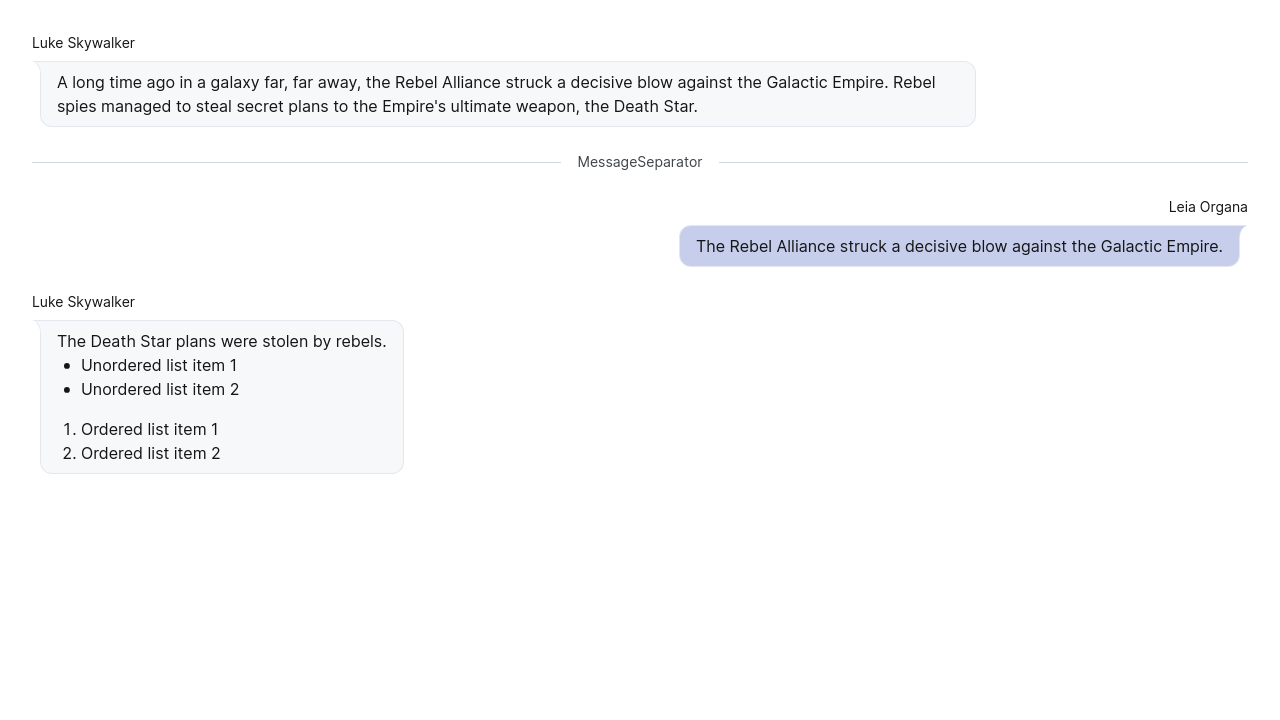 Luke Skywalker
A long time ago in a galaxy far, far away, the Rebel Alliance struck a decisive blow against the Galactic Empire. Rebel
spies managed to steal secret plans to the Empire's ultimate weapon, the Death Star.
MessageSeparator
Leia Organa
The Rebel Alliance struck a decisive blow against the Galactic Empire.
Luke Skywalker
The Death Star plans were stolen by rebels.
• Unordered list item 1
• Unordered list item 2
1. Ordered list item 1
2. Ordered list item 2